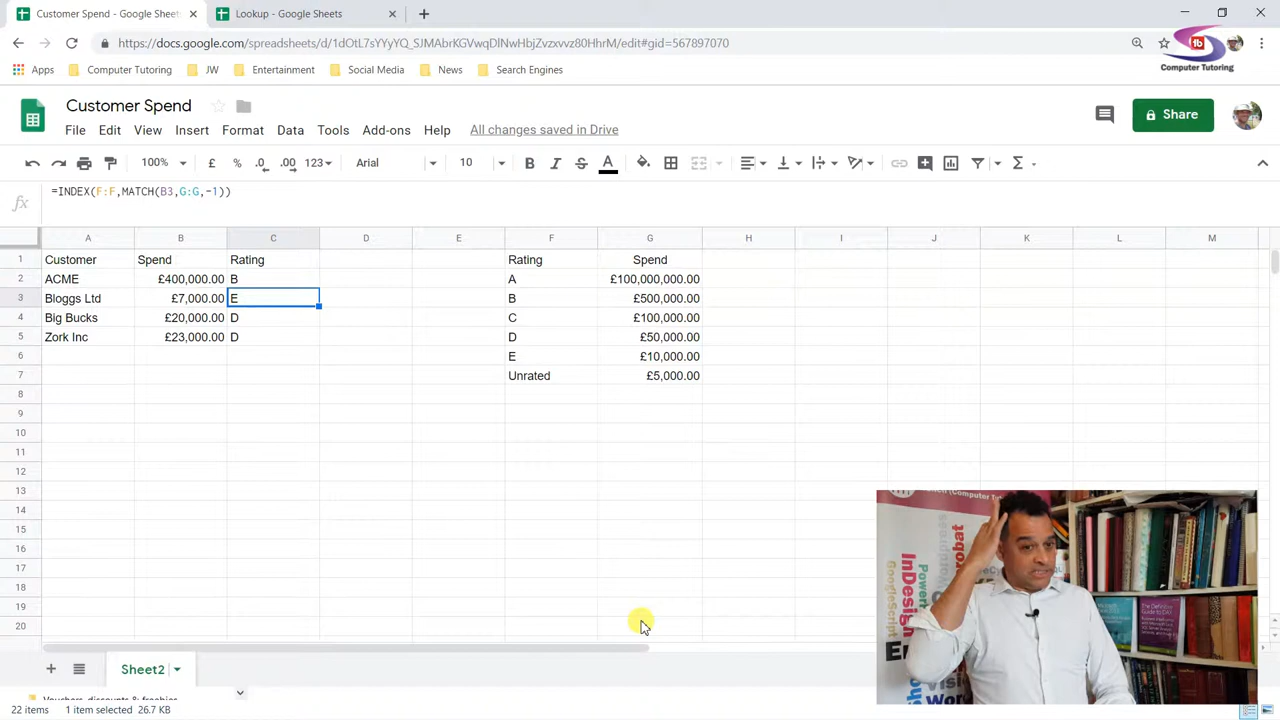 Customer Spend - Google Sheets
Lookup - Google Sheets
https://docs.google.com/spreadsheets/d/1dOtL7sYYyYQ_SJMAbrKGVwqUbNwHbjZvzxvvz80HhrM/edit#gid=567897070
Computer Tutoring
Apps Computer Tutoring JW Entertainment Social Media News Search Engines
Customer Spend
File Edit View Insert Format Data Tools Add-ons Help All changes saved in Drive
Share
100% £ % .0 .00 123 Arial 10 B I S A Σ
fx =INDEX(F:F,MATCH(B3,G:G,-1))
A B C D E F G H I J K L M
1 Customer Spend Rating Rating Spend
2 ACME £400,000.00 B A £100,000,000.00
3 Bloggs Ltd £7,000.00 E B £500,000.00
4 Big Bucks £20,000.00 D C £100,000.00
5 Zork Inc £23,000.00 D D £50,000.00
6 E £10,000.00
7 Unrated £5,000.00
8
9
10
11
12
13
14
15
16
17
18
19
20
InDesig
Sheet2
Vouchers discounts & freebies
22 items 1 item selected 26.7 KB